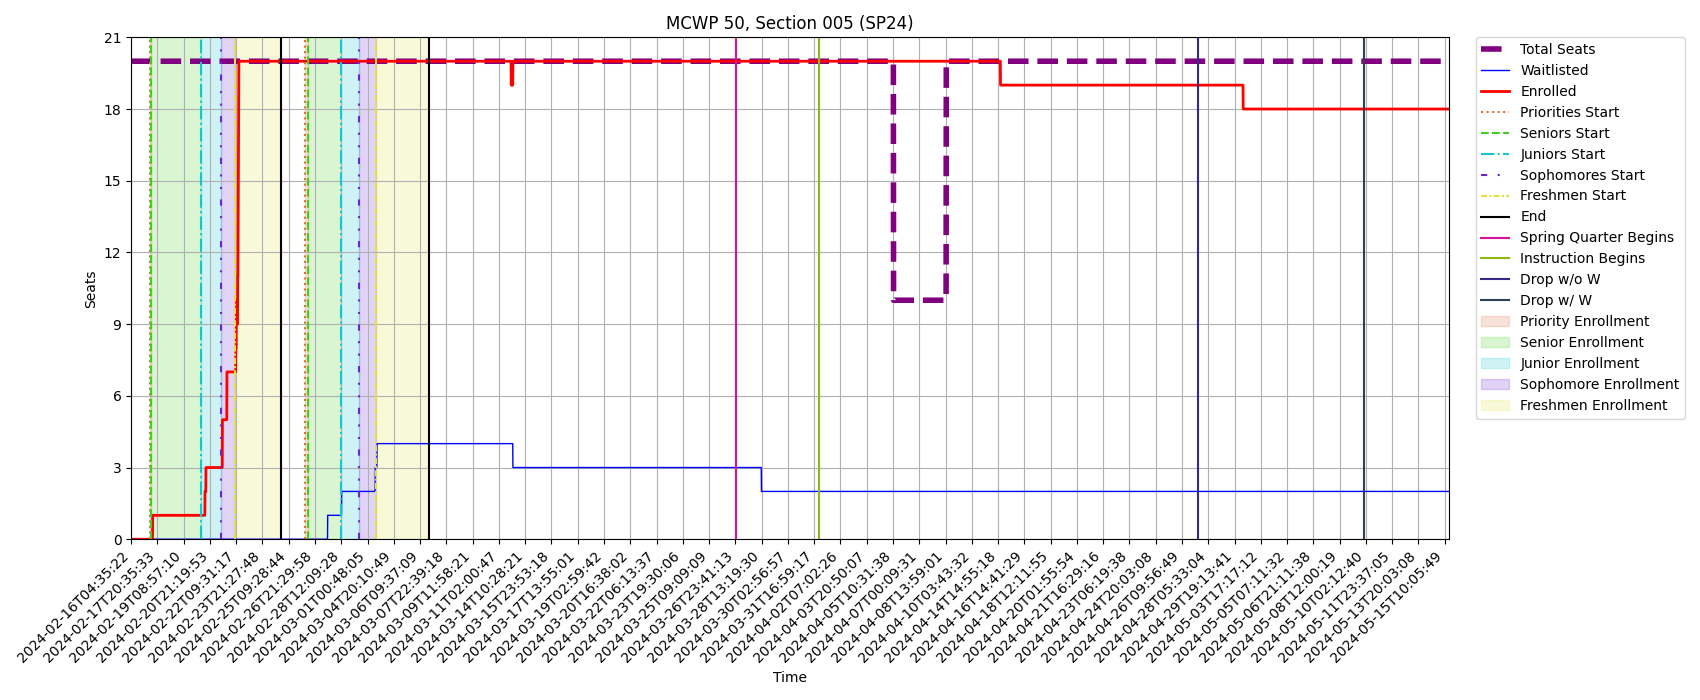 MCWP 50, Section 005 (SP24)
21
18
15
12
9
6
3
0
Seats
2024-02-16T04:35:22
2024-02-17T20:35:33
2024-02-19T08:57:10
2024-02-20T21:19:53
2024-02-22T09:31:17
2024-02-23T21:27:48
2024-02-25T09:28:44
2024-02-26T21:29:58
2024-02-28T12:09:28
2024-03-01T00:48:05
2024-03-04T20:10:49
2024-03-06T09:37:09
2024-03-07T22:39:18
2024-03-09T11:58:21
2024-03-11T02:00:47
2024-03-14T10:28:21
2024-03-15T23:53:18
2024-03-17T13:55:01
2024-03-19T02:59:42
2024-03-20T16:38:02
2024-03-22T06:13:37
2024-03-23T19:30:06
2024-03-25T09:09:09
2024-03-26T23:41:13
2024-03-28T13:19:30
2024-03-30T02:56:57
2024-03-31T16:59:17
2024-04-02T07:02:26
2024-04-03T20:50:07
2024-04-05T10:31:38
2024-04-07T00:09:31
2024-04-08T13:59:01
2024-04-10T03:43:32
2024-04-14T14:55:18
2024-04-16T14:41:29
2024-04-18T12:11:55
2024-04-20T01:55:54
2024-04-21T16:29:16
2024-04-23T06:19:38
2024-04-24T20:03:08
2024-04-26T09:56:49
2024-04-28T05:33:04
2024-04-29T19:13:41
2024-05-03T17:17:12
2024-05-05T07:11:32
2024-05-06T21:11:38
2024-05-08T12:00:19
2024-05-10T02:12:40
2024-05-11T23:37:05
2024-05-13T20:03:08
2024-05-15T10:05:49
Time
Total Seats
Waitlisted
Enrolled
Priorities Start
Seniors Start
Juniors Start
Sophomores Start
Freshmen Start
End
Spring Quarter Begins
Instruction Begins
Drop w/o W
Drop w/ W
Priority Enrollment
Senior Enrollment
Junior Enrollment
Sophomore Enrollment
Freshmen Enrollment